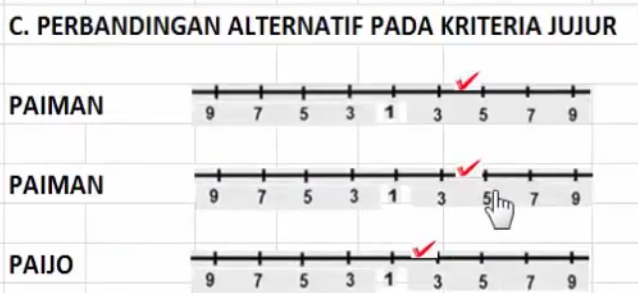 C. PERBANDINGAN ALTERNATIF PADA KRITERIA JUJUR
PAIMAN 9 7 5 3 1 3 5 7 9
PAIMAN 9 7 5 3 1 3 5 7 9
PAIJO 9 7 5 3 1 3 5 7 9